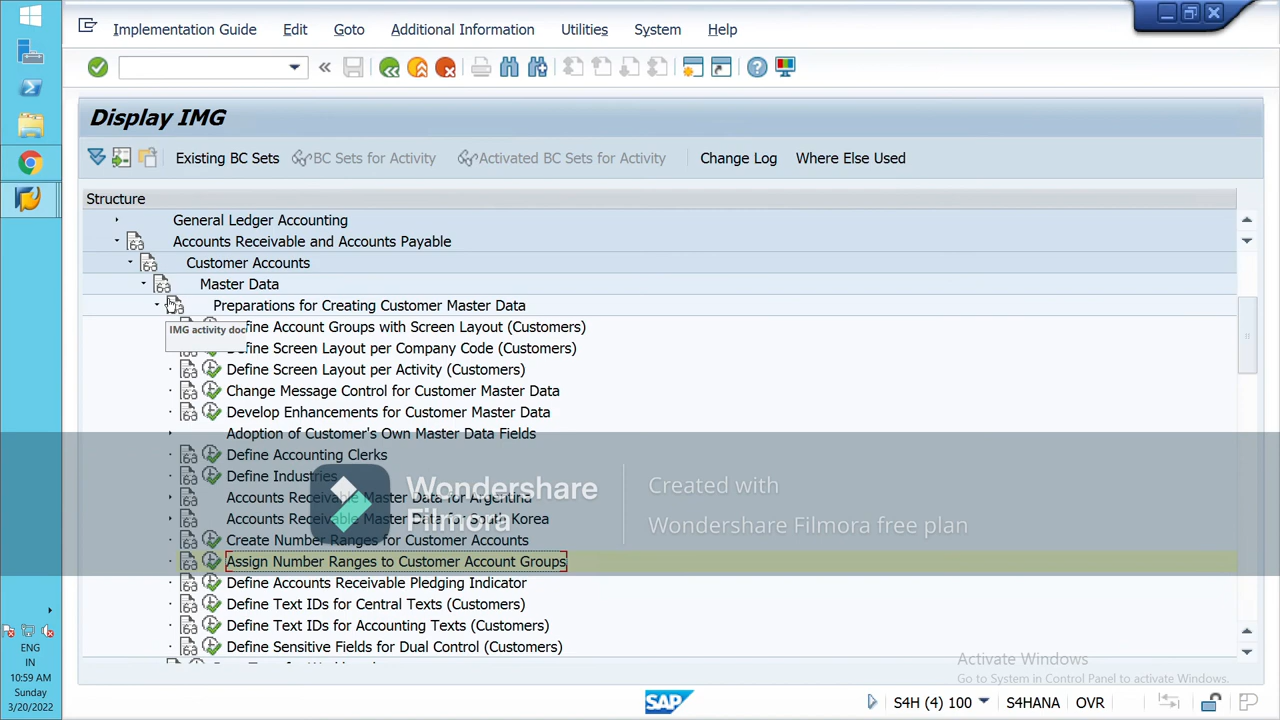 Implementation Guide Edit Goto Additional Information Utilities System Help
Display IMG
Existing BC Sets BC Sets for Activity Activated BC Sets for Activity Change Log Where Else Used
Structure
General Ledger Accounting
Accounts Receivable and Accounts Payable
Customer Accounts
Master Data
Preparations for Creating Customer Master Data
IMG activity doc
fine Account Groups with Screen Layout (Customers)
Define Screen Layout per Company Code (Customers)
Define Screen Layout per Activity (Customers)
Change Message Control for Customer Master Data
Develop Enhancements for Customer Master Data
Adoption of Customer's Own Master Data Fields
Define Accounting Clerks
Define Industries
Accounts Receivable Master Data for Argentina
Accounts Receivable Master Data for South Korea
Create Number Ranges for Customer Accounts
Assign Number Ranges to Customer Account Groups
Define Accounts Receivable Pledging Indicator
Define Text IDs for Central Texts (Customers)
Define Text IDs for Accounting Texts (Customers)
Define Sensitive Fields for Dual Control (Customers)
Wondershare
Filmora
Created with
Wondershare Filmora free plan
Activate Windows
Go to System in Control Panel to activate Windows.
SAP
S4H (4) 100 S4HANA OVR
ENG
IN
10:59 AM
Sunday
3/20/2022